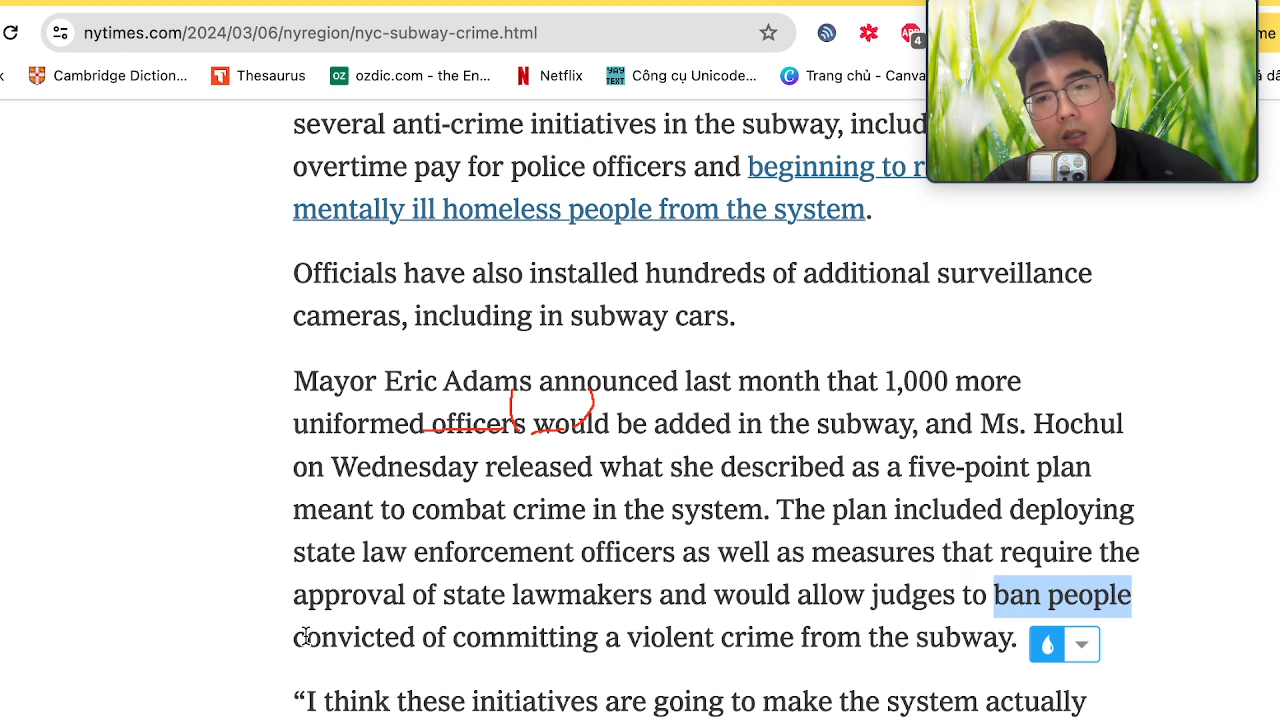 nytimes.com/2024/03/06/nyregion/nyc-subway-crime.html
ABP
4
me
k
Cambridge Diction...
T
Thesaurus
OZ
ozdic.com - the En...
N
Netflix
YAY
TEXT
Công cụ Unicode...
C
Trang chủ - Canva
several anti-crime initiatives in the subway, includ
overtime pay for police officers and beginning to r
mentally ill homeless people from the system.
Officials have also installed hundreds of additional surveillance
cameras, including in subway cars.
Mayor Eric Adams announced last month that 1,000 more
uniformed officers would be added in the subway, and Ms. Hochul
on Wednesday released what she described as a five-point plan
meant to combat crime in the system. The plan included deploying
state law enforcement officers as well as measures that require the
approval of state lawmakers and would allow judges to ban people
convicted of committing a violent crime from the subway.
“I think these initiatives are going to make the system actually